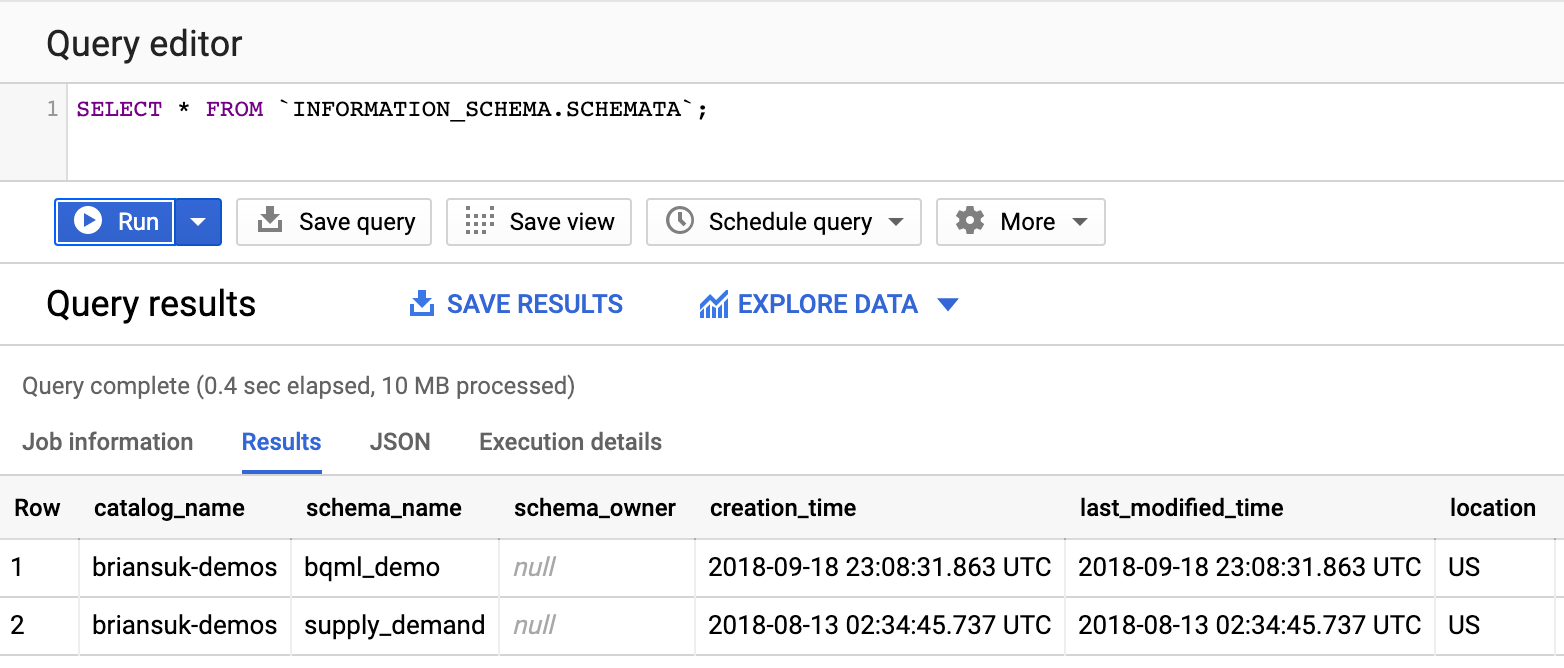 Query editor
1 SELECT * FROM `INFORMATION_SCHEMA.SCHEMATA`;
Run Save query Save view Schedule query More
Query results SAVE RESULTS EXPLORE DATA
Query complete (0.4 sec elapsed, 10 MB processed)
Job information Results JSON Execution details
Row catalog_name schema_name schema_owner creation_time last_modified_time location
1 briansuk-demos bqml_demo null 2018-09-18 23:08:31.863 UTC 2018-09-18 23:08:31.863 UTC US
2 briansuk-demos supply_demand null 2018-08-13 02:34:45.737 UTC 2018-08-13 02:34:45.737 UTC US